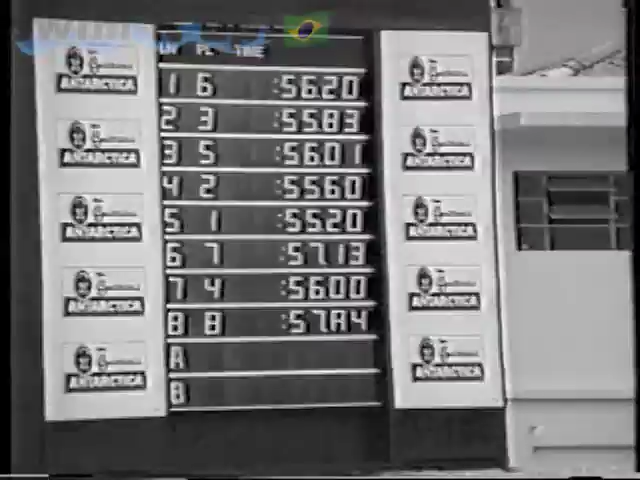 LN PL TIME
1 6 :56.20
2 3 :55.83
3 5 :56.01
4 2 :55.60
5 1 :55.20
6 7 :57.13
7 4 :56.00
8 8 :57.A4
A
B
ANTARCTICA
ANTARCTICA
ANTARCTICA
ANTARCTICA
ANTARCTICA
ANTARCTICA
ANTARCTICA
ANTARCTICA
ANTARCTICA
ANTARCTICA